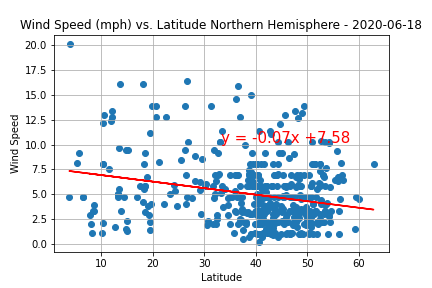 Wind Speed (mph) vs. Latitude Northern Hemisphere - 2020-06-18
20.0
17.5
15.0
12.5
y = -0.07x +7.58
10.0
7.5
5.0
2.5
0.0
Wind Speed
10 20 30 40 50 60
Latitude